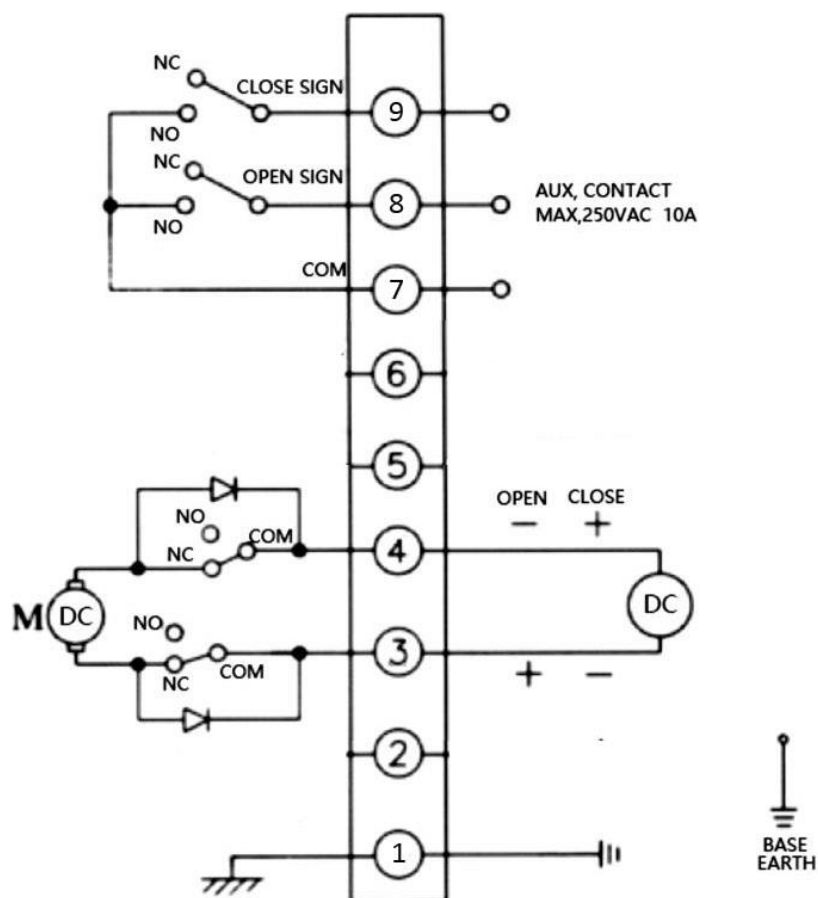 NC
CLOSE SIGN
9
NO
NC
OPEN SIGN
8
NO
AUX, CONTACT
MAX,250VAC 10A
COM
7
6
5
OPEN CLOSE
− +
NO
COM
NC
4
M DC
DC
NO
3
NC
COM
+ −
2
1
BASE
EARTH